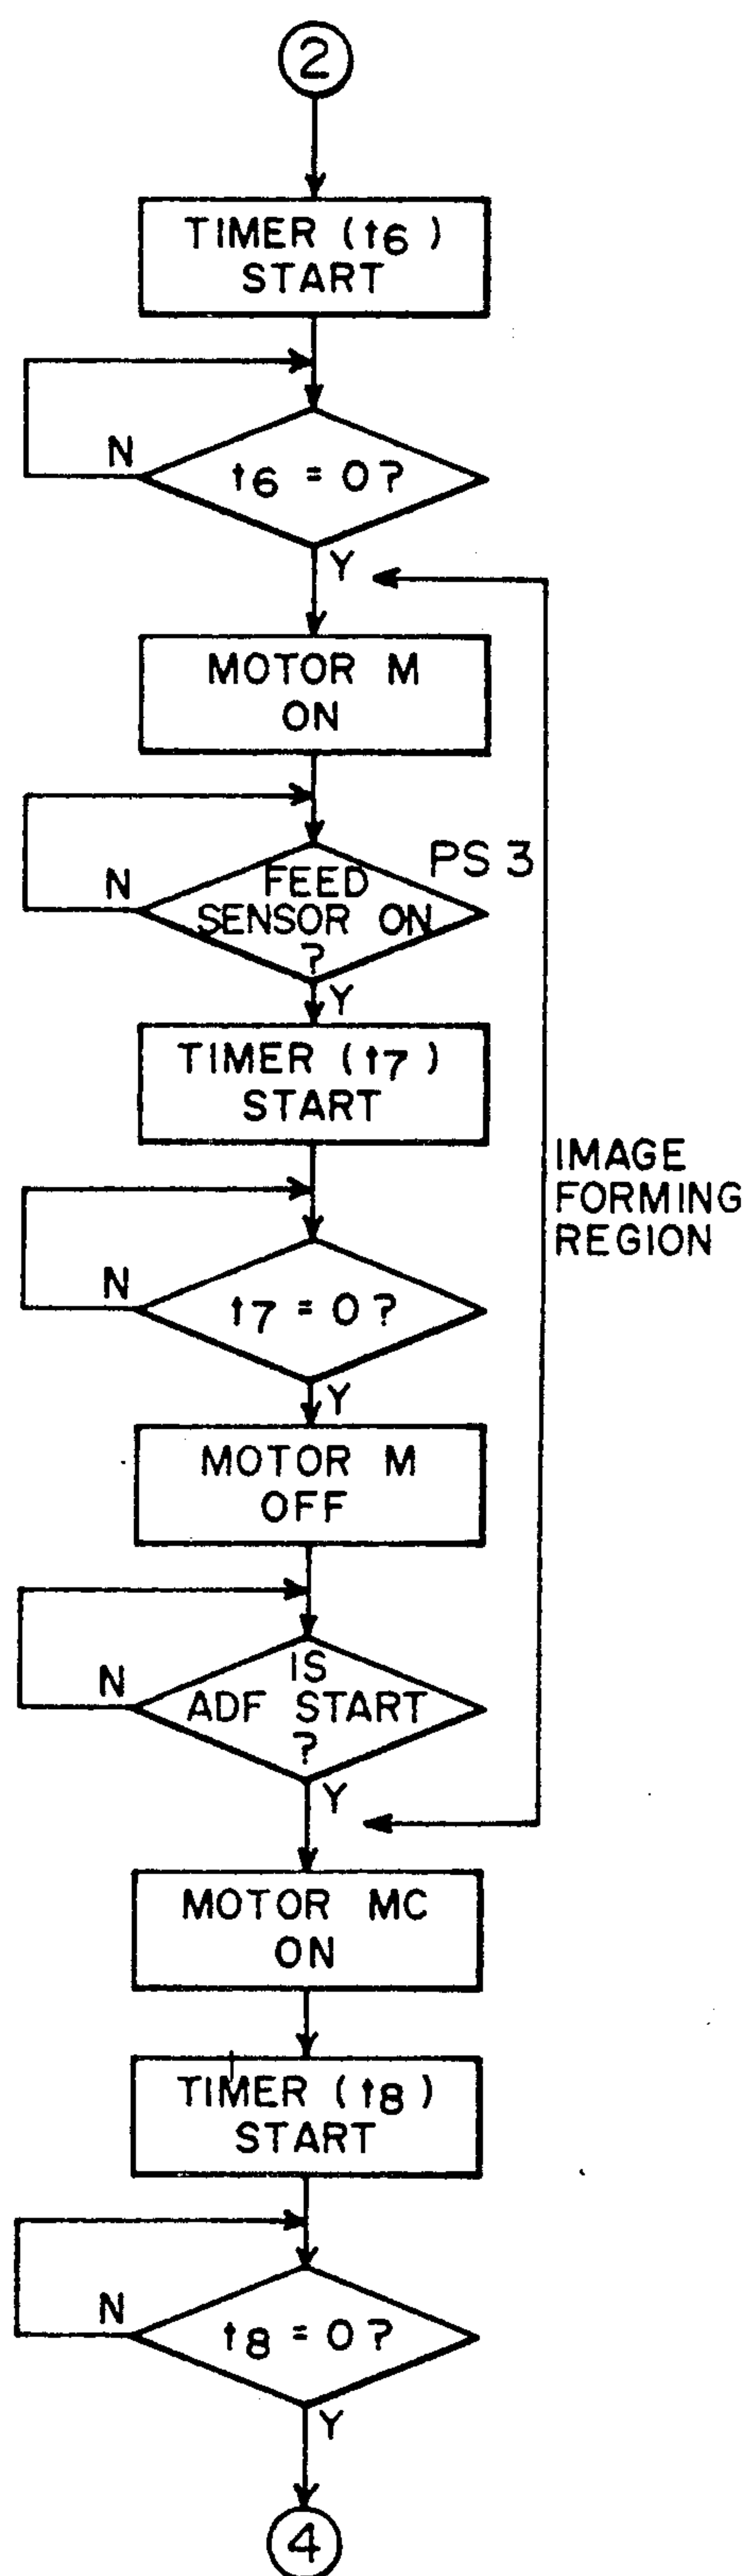 2
TIMER (t6)
START
N
t6 = 0?
Y
MOTOR M
ON
PS 3
N
FEED
SENSOR ON
?
Y
TIMER (t7)
START
IMAGE
FORMING
REGION
N
t7 = 0?
Y
MOTOR M
OFF
N
IS
ADF START
?
Y
MOTOR MC
ON
TIMER (t8)
START
N
t8 = 0?
Y
4